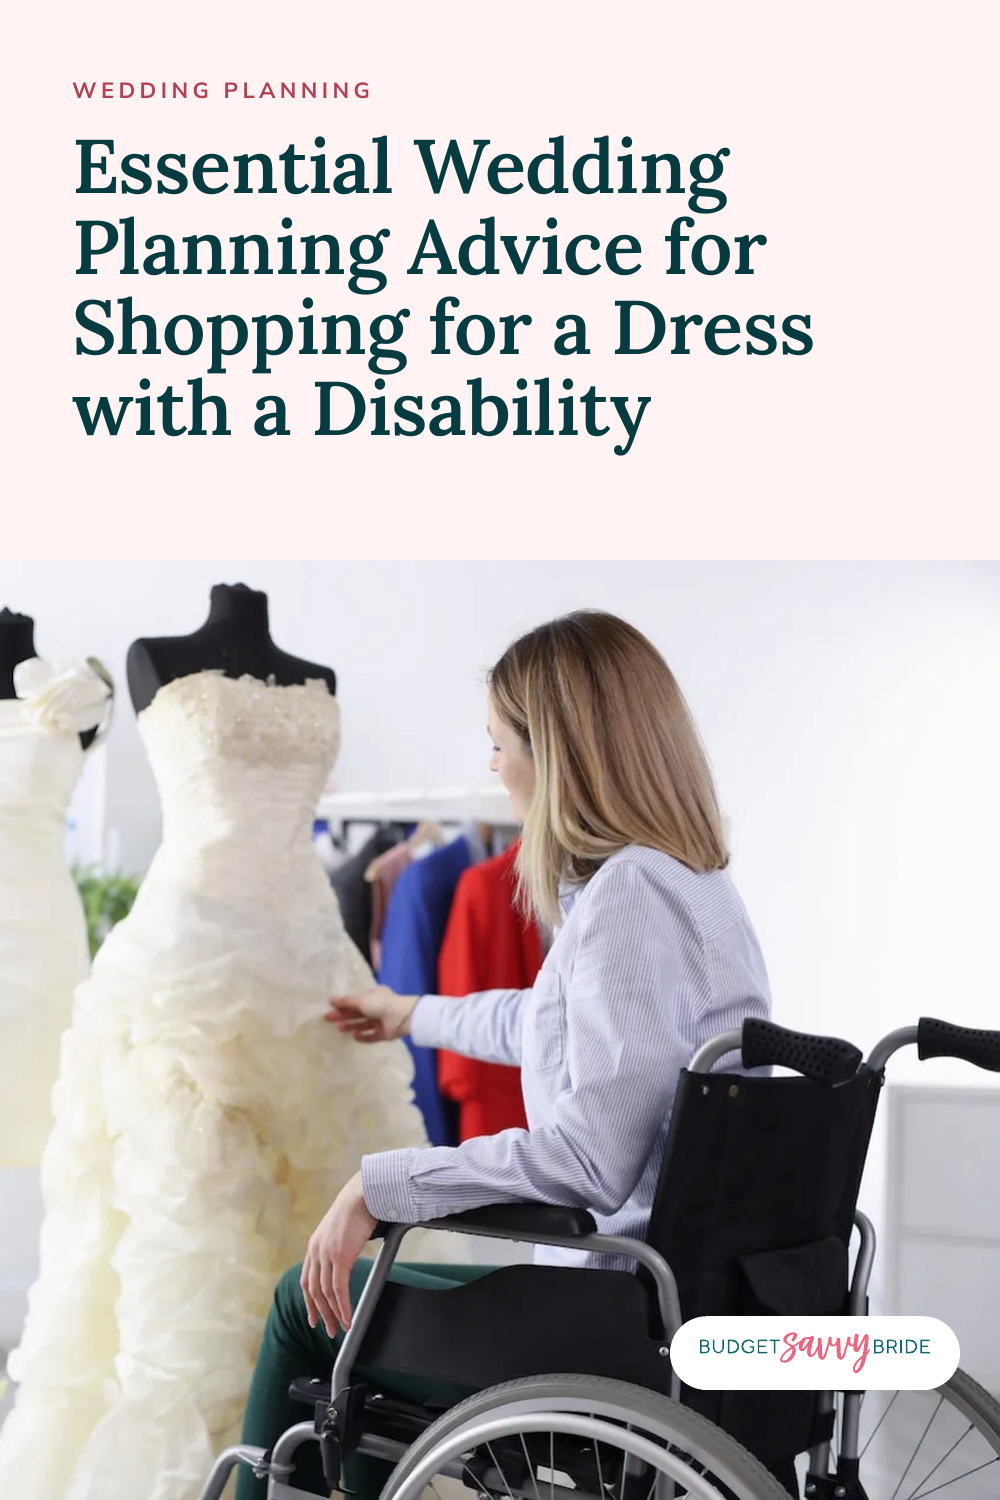 WEDDING PLANNING
Essential Wedding
Planning Advice for
Shopping for a Dress
with a Disability
BUDGET savvy BRIDE